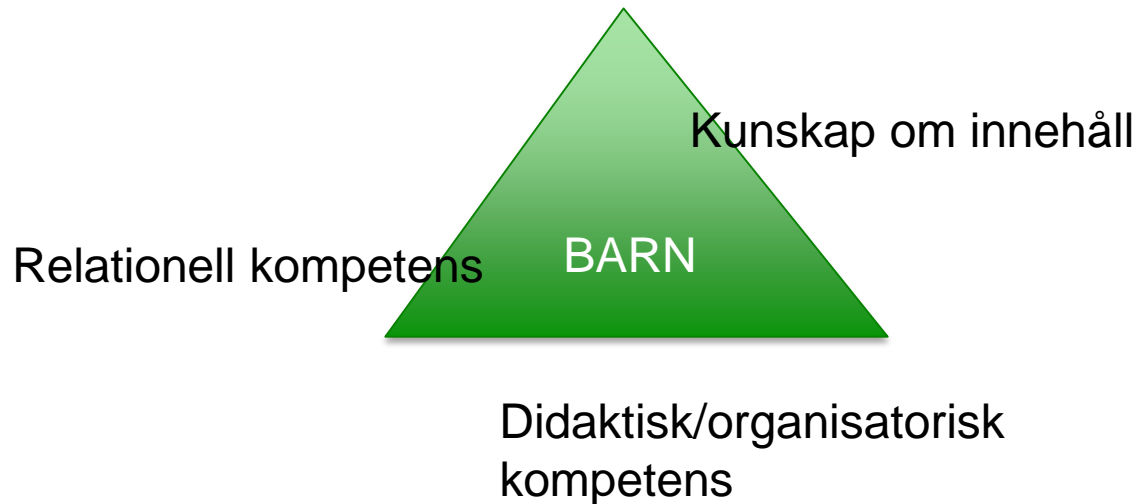 Kunskap om innehåll
BARN
Relationell kompetens
Didaktisk/organisatorisk
kompetens